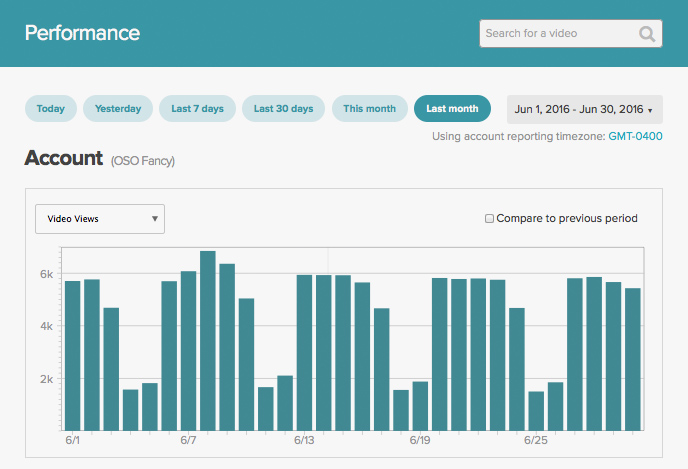 Performance
Search for a video
Today Yesterday Last 7 days Last 30 days This month Last month Jun 1, 2016 - Jun 30, 2016
Using account reporting timezone: GMT-0400
Account (OSO Fancy)
Video Views Compare to previous period
6k
4k
2k
6/1 6/7 6/13 6/19 6/25